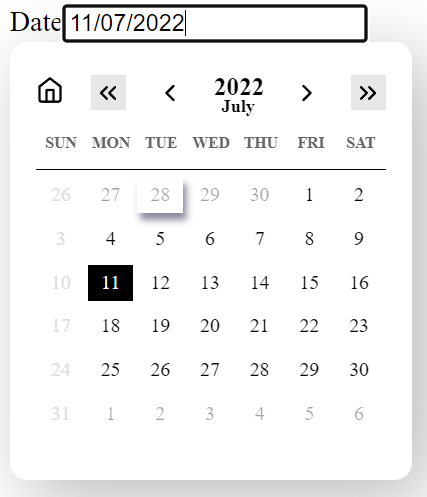 Date 11/07/2022
2022
July
SUN MON TUE WED THU FRI SAT
26 27 28 29 30 1 2
3 4 5 6 7 8 9
10 11 12 13 14 15 16
17 18 19 20 21 22 23
24 25 26 27 28 29 30
31 1 2 3 4 5 6